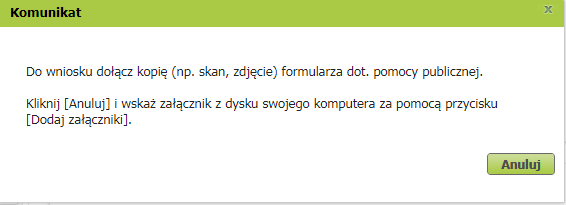 Komunikat
x
Do wniosku dołącz kopię (np. skan, zdjęcie) formularza dot. pomocy publicznej.
Kliknij [Anuluj] i wskaż załącznik z dysku swojego komputera za pomocą przycisku
[Dodaj załączniki].
Anuluj